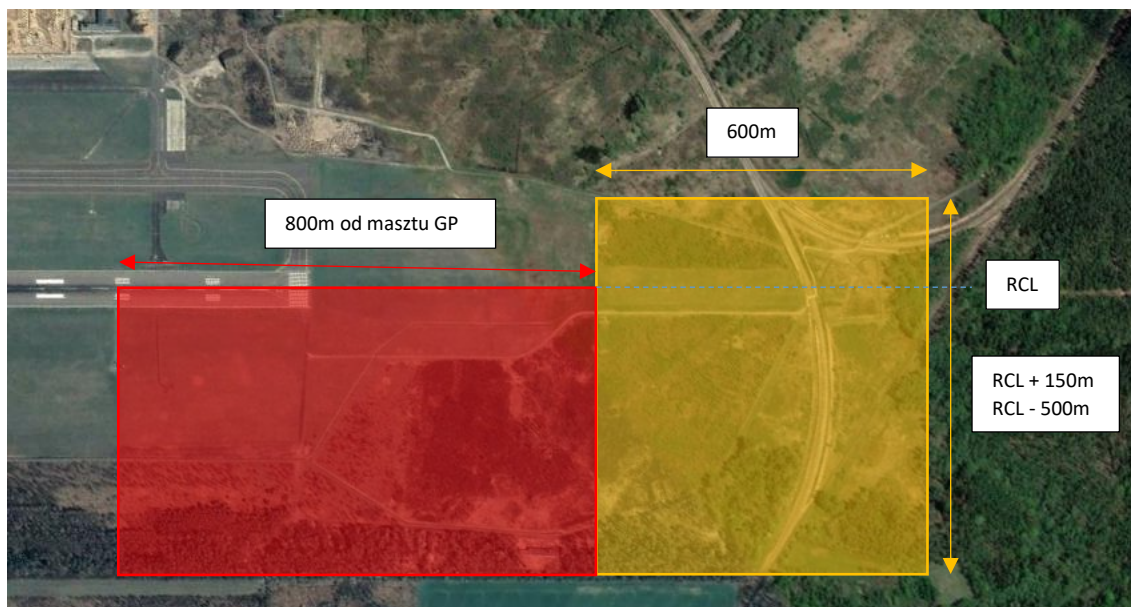 600m
800m od masztu GP
RCL
RCL + 150m
RCL - 500m